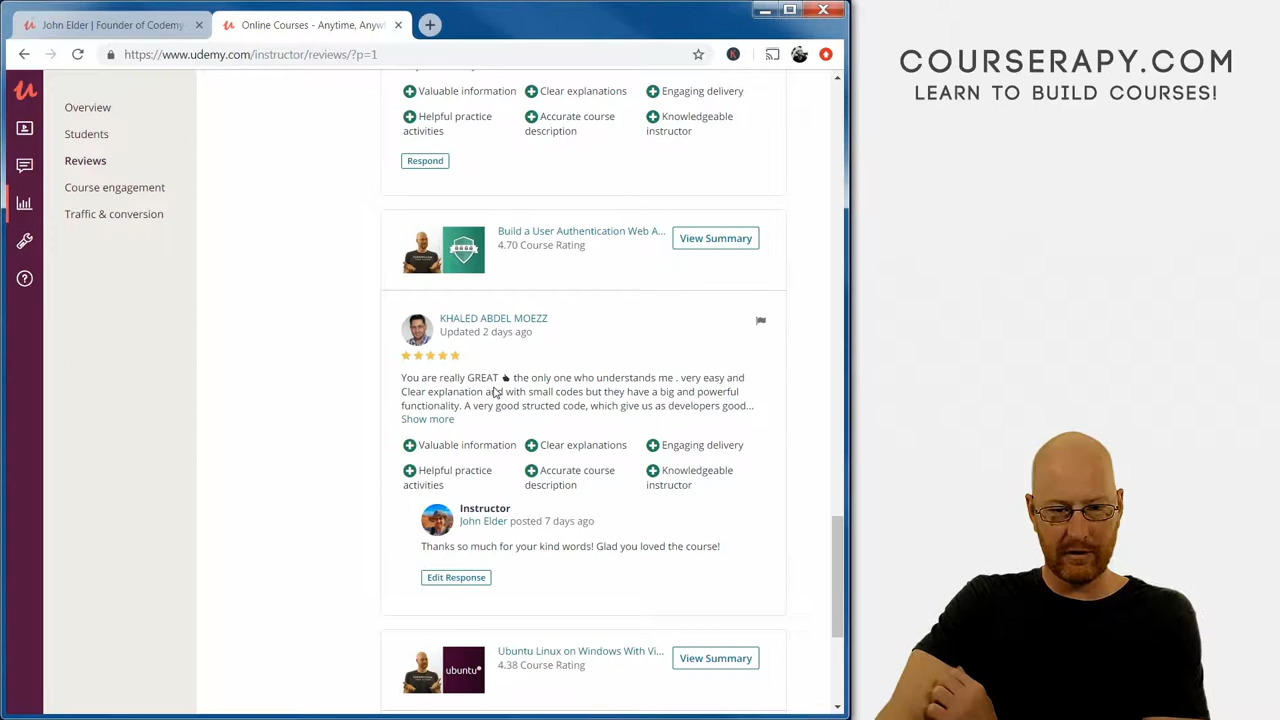 John Elder | Founder of Codemy
Online Courses - Anytime, Anyw
https://www.udemy.com/instructor/reviews/?p=1
COURSERAPY.COM
LEARN TO BUILD COURSES!
Overview
Students
Reviews
Course engagement
Traffic & conversion
Valuable information
Clear explanations
Engaging delivery
Helpful practice
activities
Accurate course
description
Knowledgeable
instructor
Respond
Build a User Authentication Web A...
4.70 Course Rating
View Summary
KHALED ABDEL MOEZZ
Updated 2 days ago
You are really GREAT the only one who understands me . very easy and
Clear explanation and with small codes but they have a big and powerful
functionality. A very good structed code, which give us as developers good...
Show more
Valuable information
Clear explanations
Engaging delivery
Helpful practice
activities
Accurate course
description
Knowledgeable
instructor
Instructor
John Elder posted 7 days ago
Thanks so much for your kind words! Glad you loved the course!
Edit Response
ubuntu
Ubuntu Linux on Windows With Vi...
4.38 Course Rating
View Summary